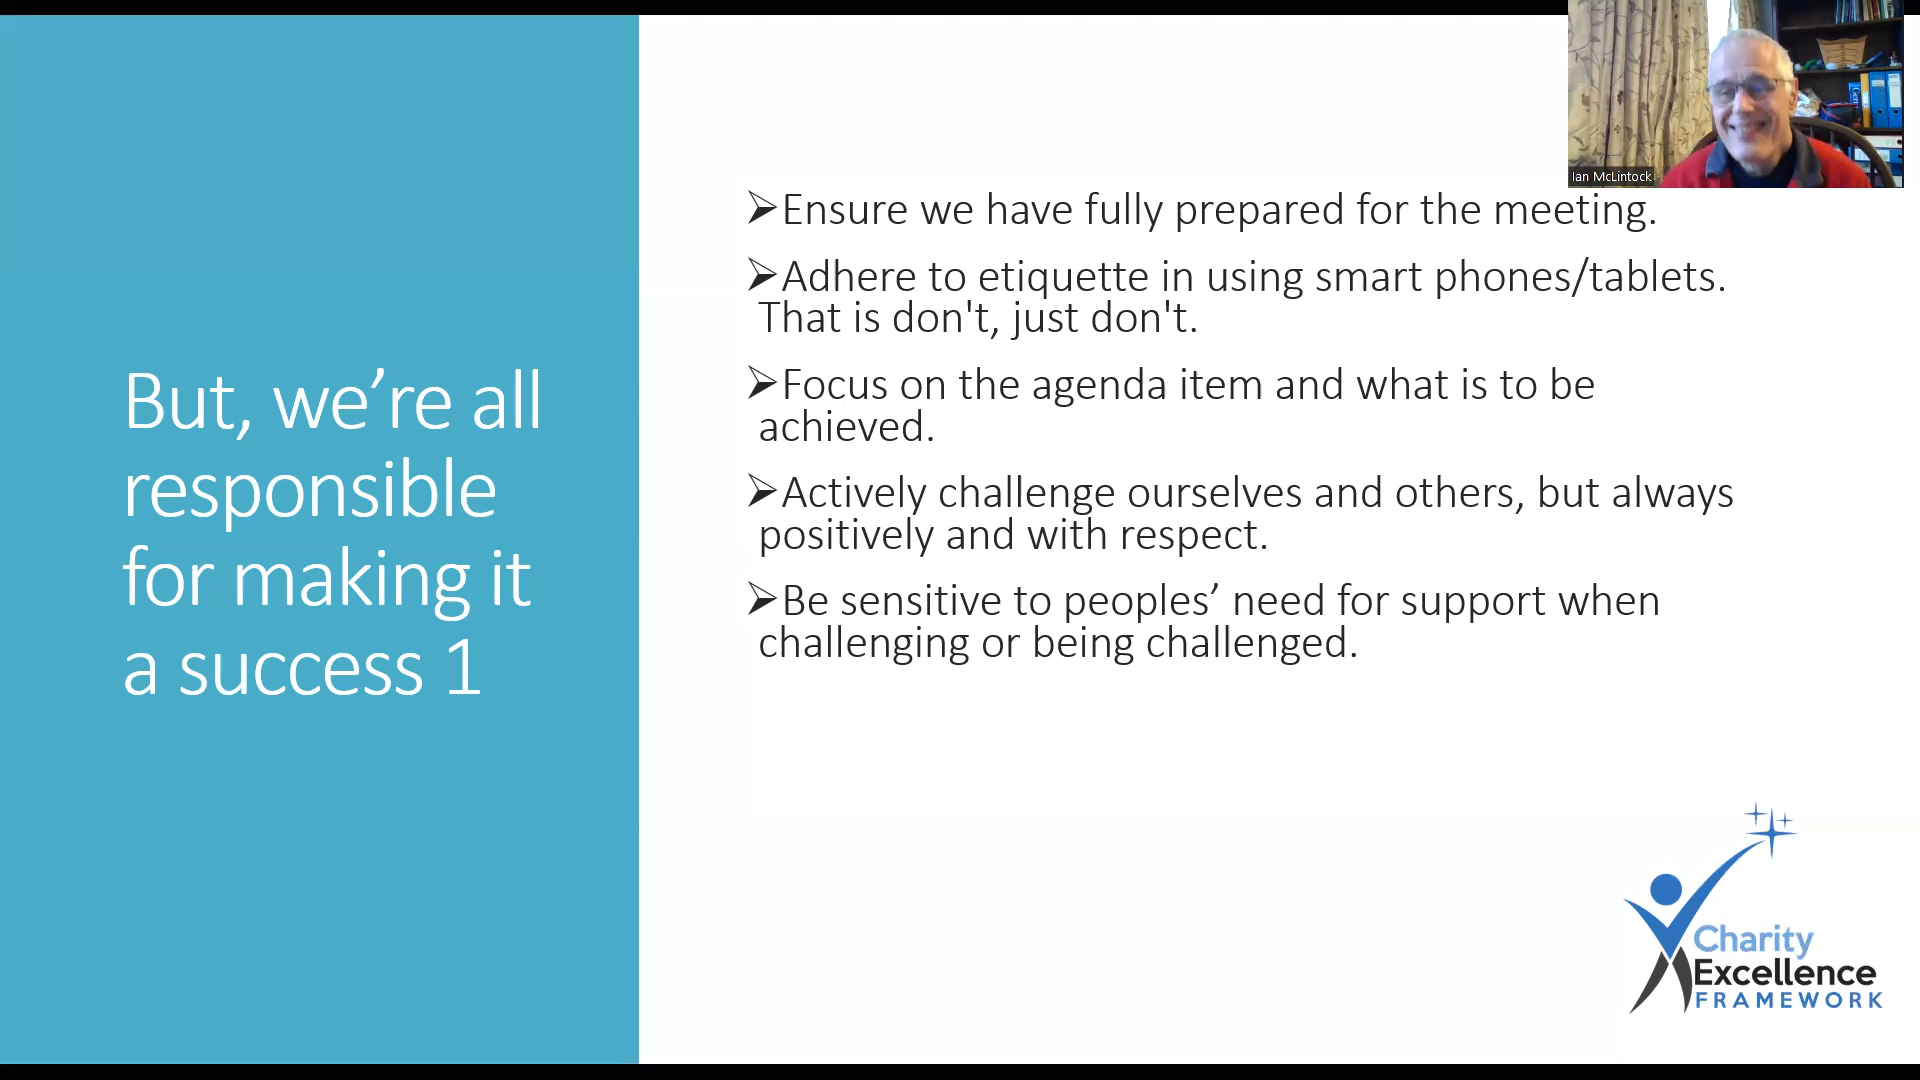 But, we’re all
responsible
for making it
a success 1
➢Ensure we have fully prepared for the meeting.
➢Adhere to etiquette in using smart phones/tablets.
That is don't, just don't.
➢Focus on the agenda item and what is to be
achieved.
➢Actively challenge ourselves and others, but always
positively and with respect.
➢Be sensitive to peoples’ need for support when
challenging or being challenged.
Ian McLintock
Charity
Excellence
FRAMEWORK